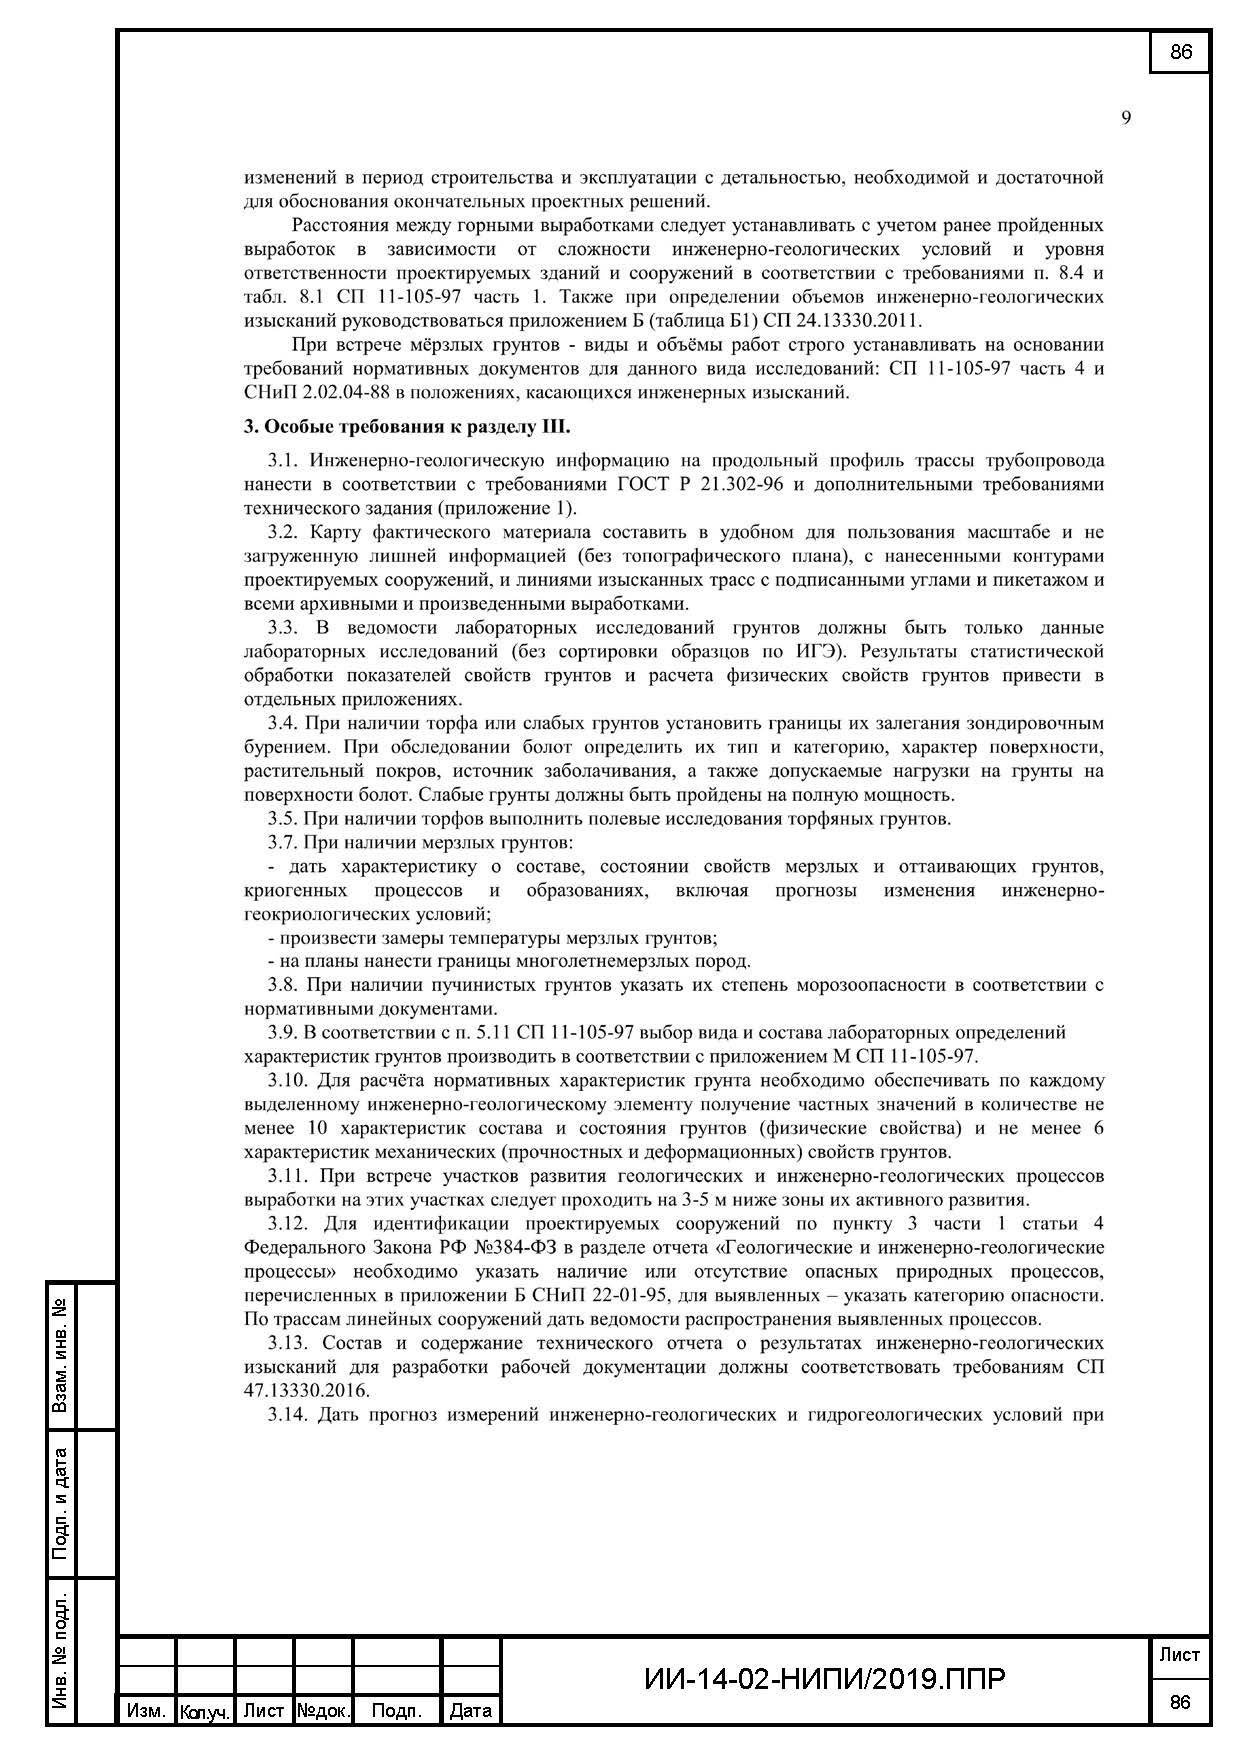 86
9
изменений в период строительства и эксплуатации с детальностью, необходимой и достаточной
для обоснования окончательных проектных решений.
Расстояния между горными выработками следует устанавливать с учетом ранее пройденных
выработок в зависимости от сложности инженерно-геологических условий и уровня
ответственности проектируемых зданий и сооружений в соответствии с требованиями п. 8.4 и
табл. 8.1 СП 11-105-97 часть 1. Также при определении объемов инженерно-геологических
изысканий руководствоваться приложением Б (таблица Б1) СП 24.13330.2011.
При встрече мёрзлых грунтов - виды и объёмы работ строго устанавливать на основании
требований нормативных документов для данного вида исследований: СП 11-105-97 часть 4 и
СНиП 2.02.04-88 в положениях, касающихся инженерных изысканий.
3. Особые требования к разделу III.
3.1. Инженерно-геологическую информацию на продольный профиль трассы трубопровода
нанести в соответствии с требованиями ГОСТ Р 21.302-96 и дополнительными требованиями
технического задания (приложение 1).
3.2. Карту фактического материала составить в удобном для пользования масштабе и не
загруженную лишней информацией (без топографического плана), с нанесенными контурами
проектируемых сооружений, и линиями изысканных трасс с подписанными углами и пикетажом и
всеми архивными и произведенными выработками.
3.3. В ведомости лабораторных исследований грунтов должны быть только данные
лабораторных исследований (без сортировки образцов по ИГЭ). Результаты статистической
обработки показателей свойств грунтов и расчета физических свойств грунтов привести в
отдельных приложениях.
3.4. При наличии торфа или слабых грунтов установить границы их залегания зондировочным
бурением. При обследовании болот определить их тип и категорию, характер поверхности,
растительный покров, источник заболачивания, а также допускаемые нагрузки на грунты на
поверхности болот. Слабые грунты должны быть пройдены на полную мощность.
3.5. При наличии торфов выполнить полевые исследования торфяных грунтов.
3.7. При наличии мерзлых грунтов:
- дать характеристику о составе, состоянии свойств мерзлых и оттаивающих грунтов,
криогенных процессов и образованиях, включая прогнозы изменения инженерно-
геокриологических условий;
- произвести замеры температуры мерзлых грунтов;
- на планы нанести границы многолетнемерзлых пород.
3.8. При наличии пучинистых грунтов указать их степень морозоопасности в соответствии с
нормативными документами.
3.9. В соответствии с п. 5.11 СП 11-105-97 выбор вида и состава лабораторных определений
характеристик грунтов производить в соответствии с приложением М СП 11-105-97.
3.10. Для расчёта нормативных характеристик грунта необходимо обеспечивать по каждому
выделенному инженерно-геологическому элементу получение частных значений в количестве не
менее 10 характеристик состава и состояния грунтов (физические свойства) и не менее 6
характеристик механических (прочностных и деформационных) свойств грунтов.
3.11. При встрече участков развития геологических и инженерно-геологических процессов
выработки на этих участках следует проходить на 3-5 м ниже зоны их активного развития.
3.12. Для идентификации проектируемых сооружений по пункту 3 части 1 статьи 4
Федерального Закона РФ №384-ФЗ в разделе отчета «Геологические и инженерно-геологические
процессы» необходимо указать наличие или отсутствие опасных природных процессов,
перечисленных в приложении Б СНиП 22-01-95, для выявленных – указать категорию опасности.
По трассам линейных сооружений дать ведомости распространения выявленных процессов.
3.13. Состав и содержание технического отчета о результатах инженерно-геологических
изысканий для разработки рабочей документации должны соответствовать требованиям СП
47.13330.2016.
3.14. Дать прогноз измерений инженерно-геологических и гидрогеологических условий при
Взам. инв. №
Подп. и дата
Инв. № подл.
Изм. Кол.уч. Лист №док. Подп. Дата
ИИ-14-02-НИПИ/2019.ППР
Лист
86